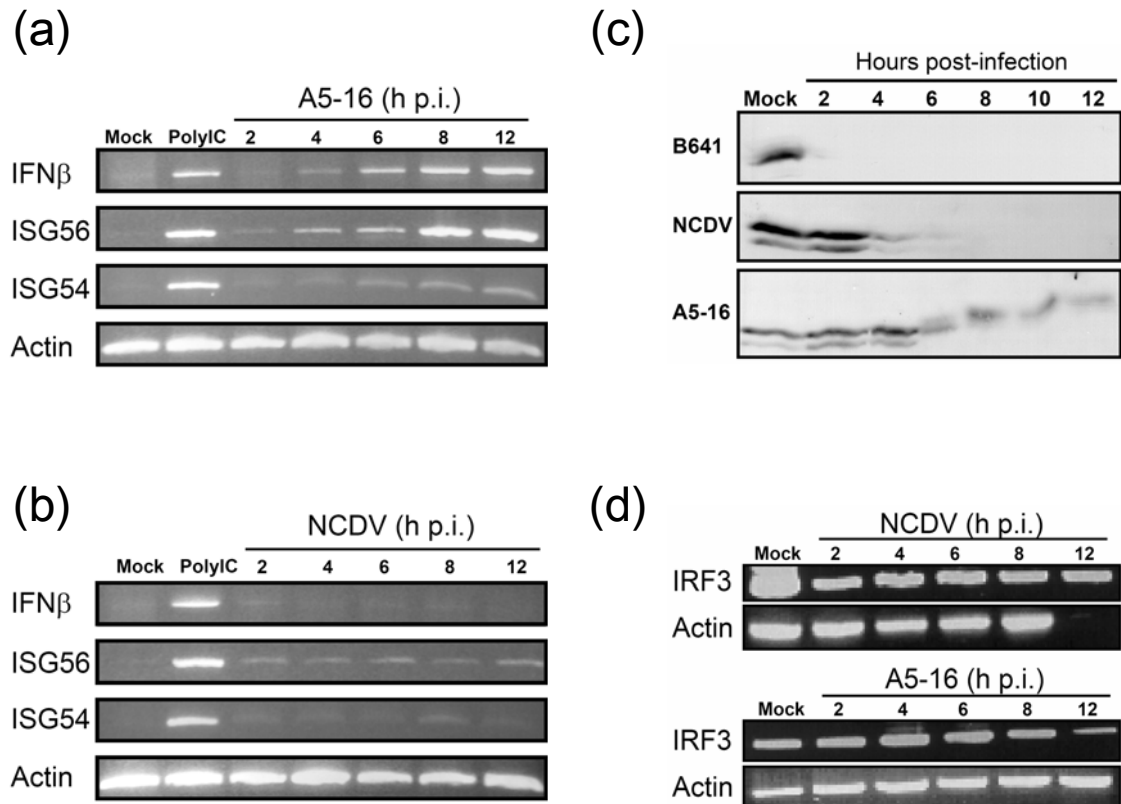 (a)
A5-16 (h p.i.)
Mock PolyIC 2 4 6 8 12
IFNβ
ISG56
ISG54
Actin
(b)
NCDV (h p.i.)
Mock PolyIC 2 4 6 8 12
IFNβ
ISG56
ISG54
Actin
(c)
Hours post-infection
Mock 2 4 6 8 10 12
B641
NCDV
A5-16
(d)
NCDV (h p.i.)
Mock 2 4 6 8 12
IRF3
Actin
A5-16 (h p.i.)
Mock 2 4 6 8 12
IRF3
Actin